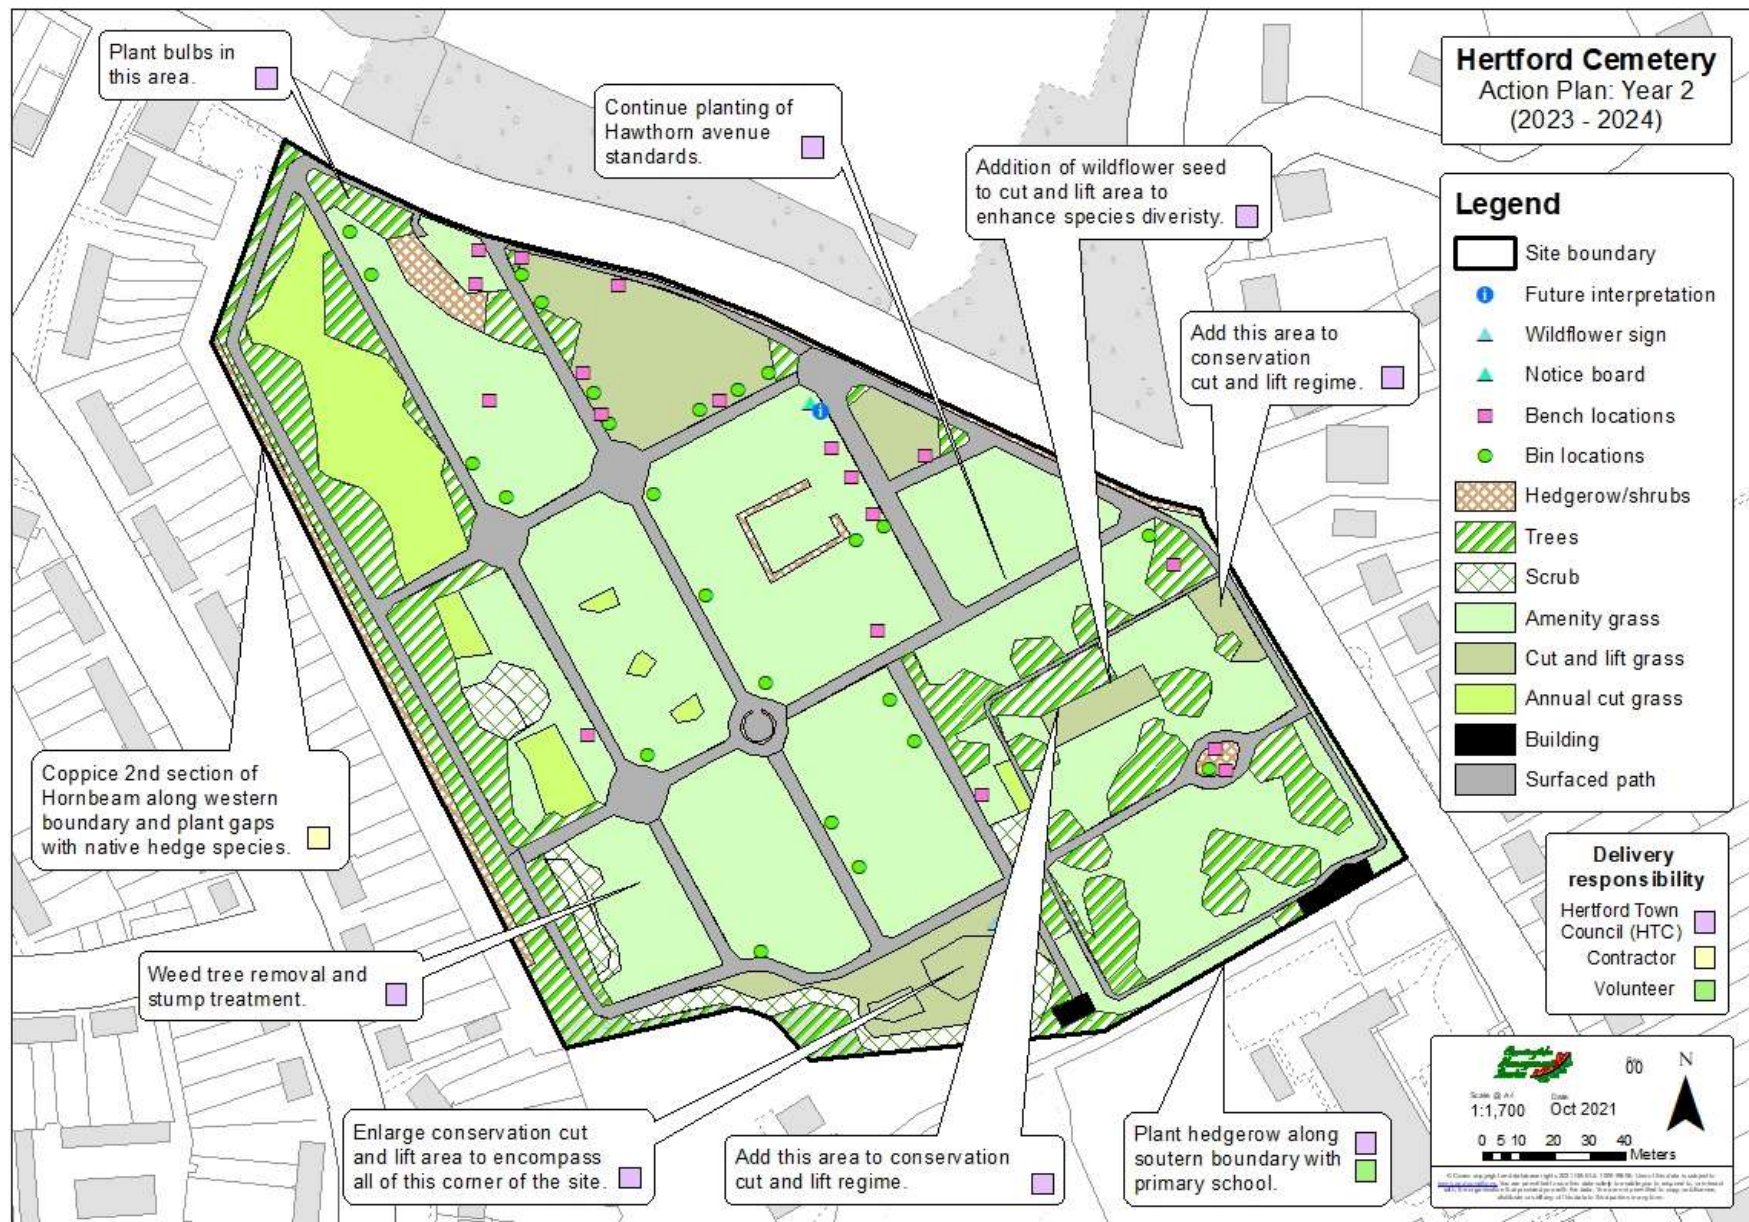 Hertford Cemetery
Action Plan: Year 2
(2023 - 2024)
Plant bulbs in
this area.
Continue planting of
Hawthorn avenue
standards.
Addition of wildflower seed
to cut and lift area to
enhance species diveristy.
Add this area to
conservation
cut and lift regime.
Coppice 2nd section of
Hornbeam along western
boundary and plant gaps
with native hedge species.
Weed tree removal and
stump treatment.
Enlarge conservation cut
and lift area to encompass
all of this corner of the site.
Add this area to conservation
cut and lift regime.
Plant hedgerow along
soutern boundary with
primary school.
Legend
Site boundary
Future interpretation
Wildflower sign
Notice board
Bench locations
Bin locations
Hedgerow/shrubs
Trees
Scrub
Amenity grass
Cut and lift grass
Annual cut grass
Building
Surfaced path
Delivery
responsibility
Hertford Town
Council (HTC)
Contractor
Volunteer
00
N
Scale @ A4
Date
1:1,700
Oct 2021
0 5 10 20 30 40
Meters